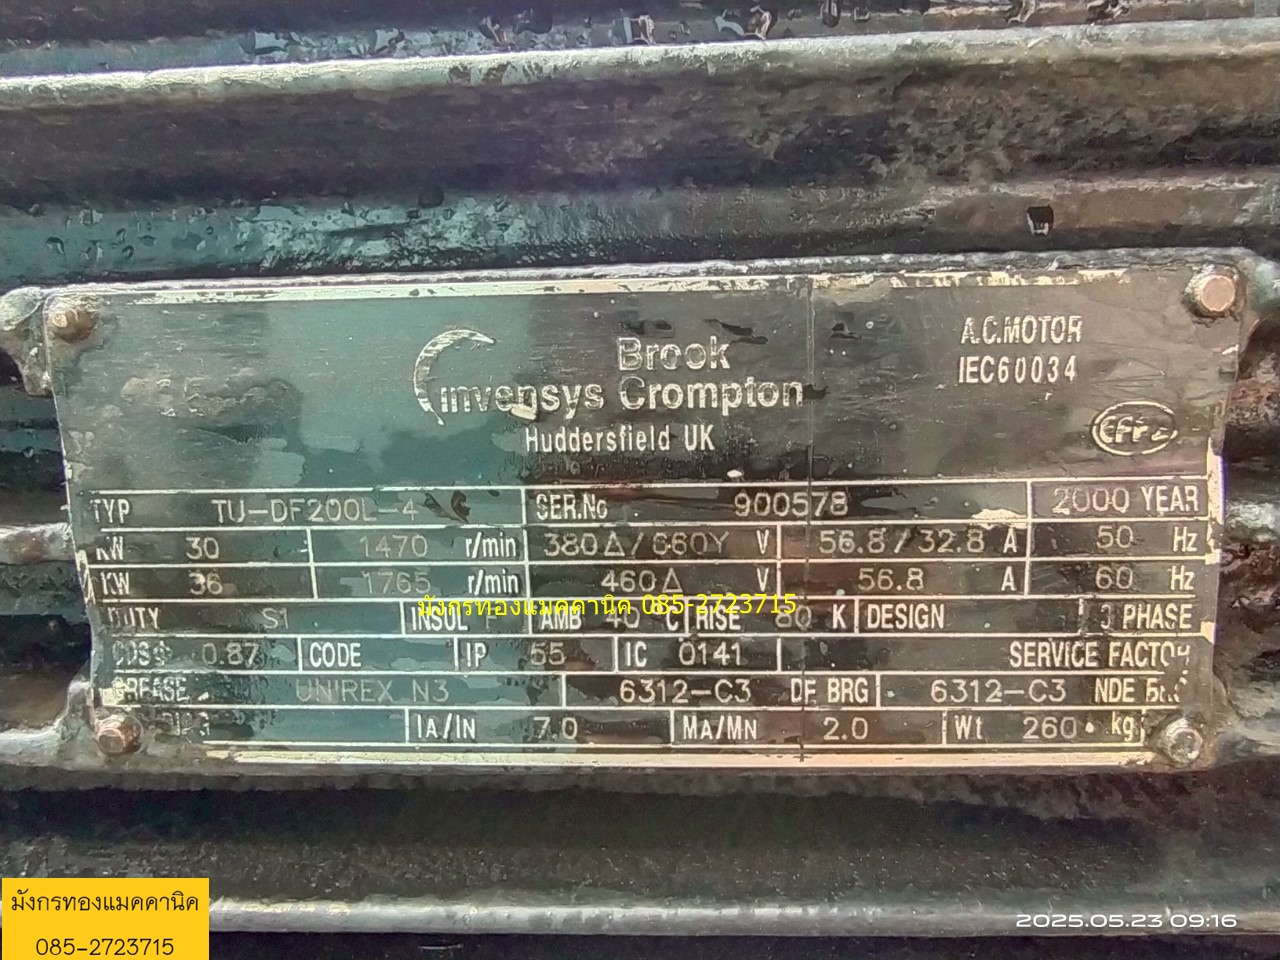 Brook
invensys Crompton
Huddersfield UK
A.C.MOTOR
IEC60034
TYP TU-DF200L-4 SER.No 900578 2000 YEAR
KW 30 1470 r/min 380Δ/660Y V 56.8/32.8 A 50 Hz
KW 36 1765 r/min 460Δ V 56.8 A 60 Hz
มังกรทองแมคคานิค 085-2723715
DUTY S1 INSUL F AMB 40 °C RISE 80 K DESIGN 3 PHASE
COSΦ 0.87 CODE IP 55 IC 0141 SERVICE FACTOR
GREASE UNIREX N3 6312-C3 DE BRG 6312-C3 NDE BRG
IA/IN 7.0 MA/MN 2.0 Wt 260 kg
มังกรทองแมคคานิค
085-2723715
2025.05.23 09:16